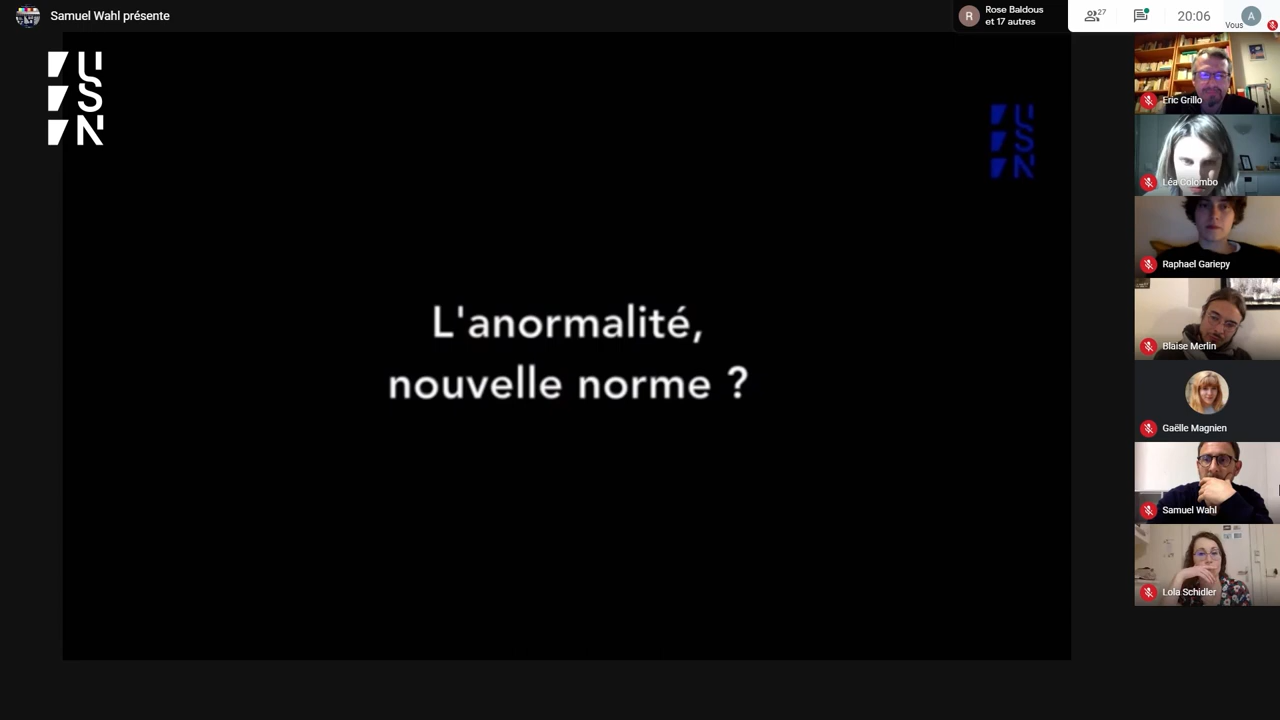 Samuel Wahl présente
R
Rose Baldous
et 17 autres
27
20:06
Vous
A
USN
USN
L'anormalité,
nouvelle norme ?
Eric Grillo
Léa Colombo
Raphael Gariepy
Blaise Merlin
Gaëlle Magnien
Samuel Wahl
Lola Schidler